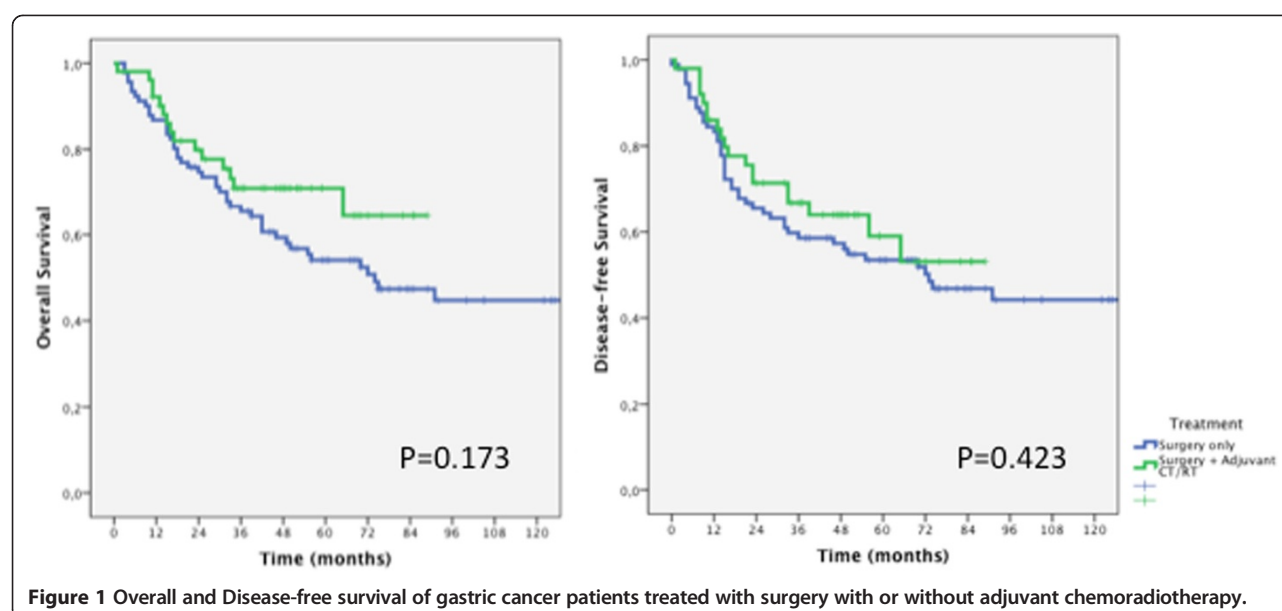 Overall Survival
1,0
0,8
0,6
0,4
0,2
0,0
P=0.173
0 12 24 36 48 60 72 84 96 108 120
Time (months)
Disease-free Survival
1,0
0,8
0,6
0,4
0,2
0,0
P=0.423
0 12 24 36 48 60 72 84 96 108 120
Time (months)
Treatment
Surgery only
Surgery + Adjuvant
CT/RT
Figure 1 Overall and Disease-free survival of gastric cancer patients treated with surgery with or without adjuvant chemoradiotherapy.